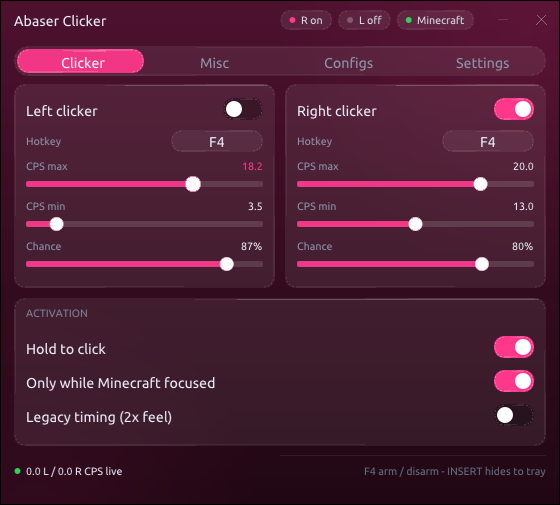 Abaser Clicker
R on
L off
Minecraft
Clicker
Misc
Configs
Settings
Left clicker
Hotkey
F4
CPS max
18.2
CPS min
3.5
Chance
87%
Right clicker
Hotkey
F4
CPS max
20.0
CPS min
13.0
Chance
80%
ACTIVATION
Hold to click
Only while Minecraft focused
Legacy timing (2x feel)
0.0 L / 0.0 R CPS live
F4 arm / disarm - INSERT hides to tray